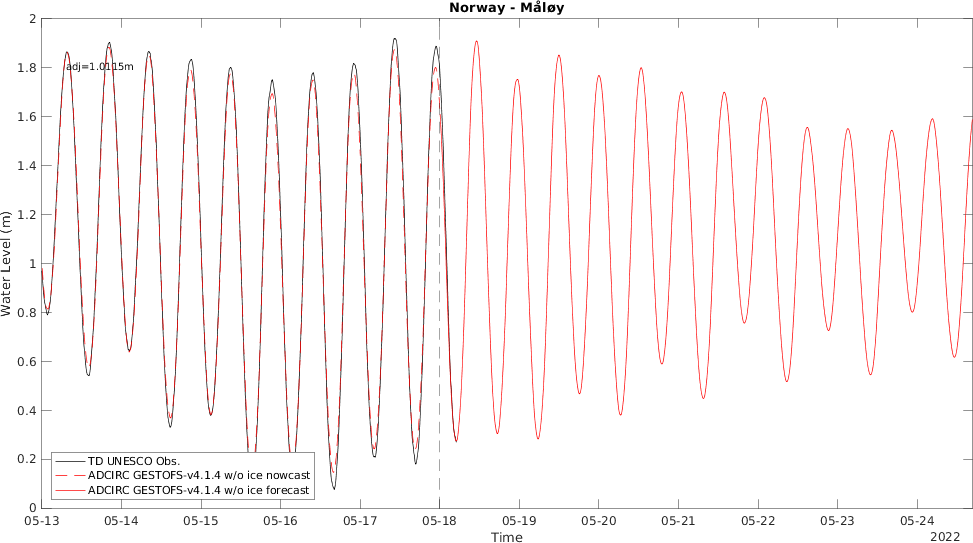 Norway - Måløy
2
1.8
adj=1.0115m
1.6
1.4
1.2
1
0.8
0.6
0.4
0.2
0
Water Level (m)
TD UNESCO Obs.
ADCIRC GESTOFS-v4.1.4 w/o ice nowcast
ADCIRC GESTOFS-v4.1.4 w/o ice forecast
05-13 05-14 05-15 05-16 05-17 05-18 05-19 05-20 05-21 05-22 05-23 05-24
Time
2022